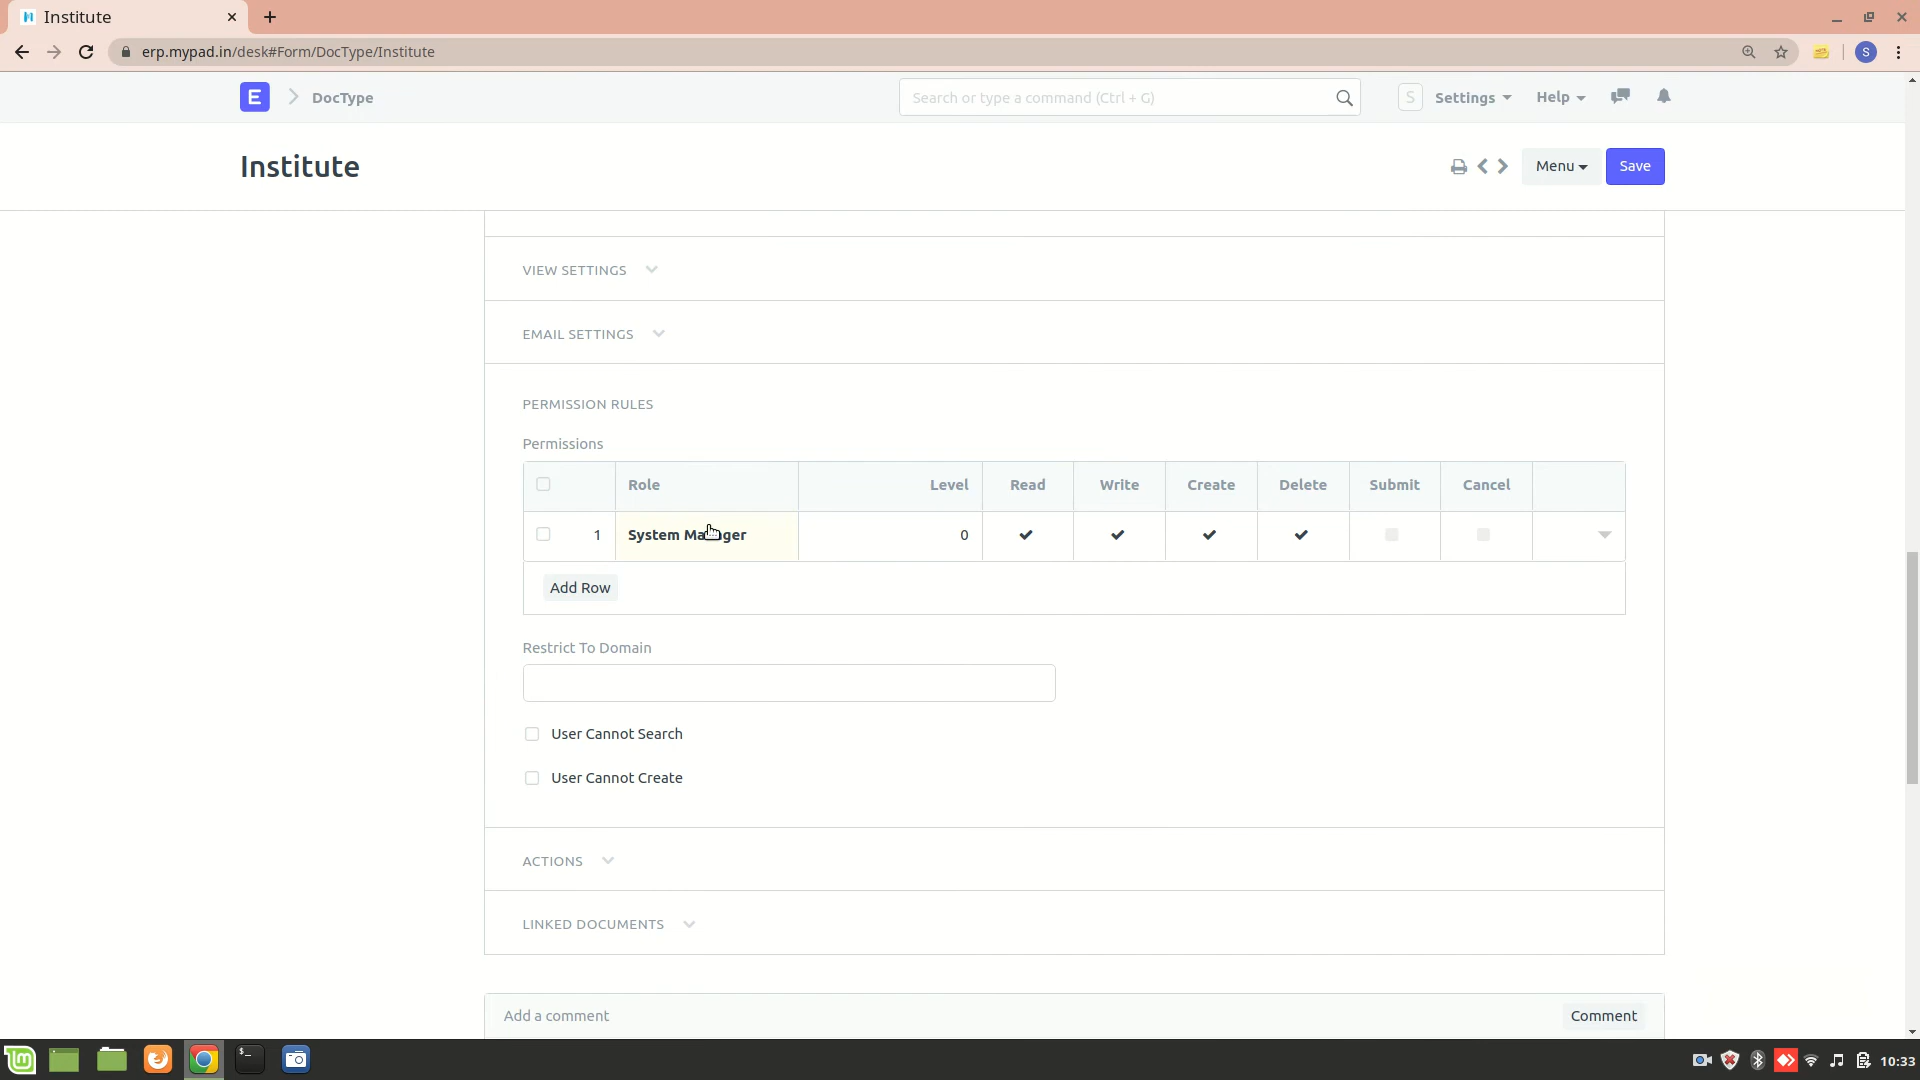 Institute
erp.mypad.in/desk#Form/DocType/Institute
S
E
DocType
Search or type a command (Ctrl + G)
S
Settings
Help
Institute
Menu
Save
VIEW SETTINGS
EMAIL SETTINGS
PERMISSION RULES
Permissions
Role Level Read Write Create Delete Submit Cancel
1 System Manager 0
Add Row
Restrict To Domain
User Cannot Search
User Cannot Create
ACTIONS
LINKED DOCUMENTS
Add a comment
Comment
10:33